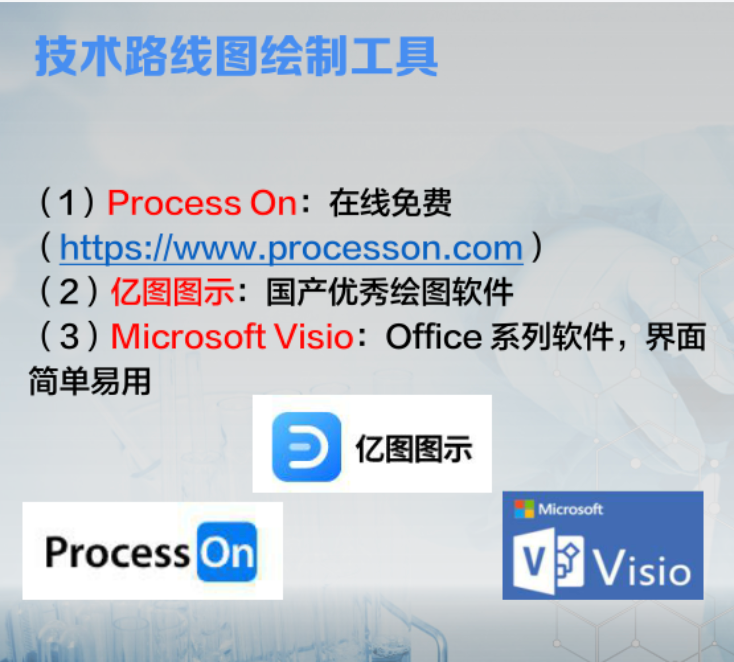 技术路线图绘制工具
（1）Process On：在线免费
（https://www.processon.com）
（2）亿图图示：国产优秀绘图软件
（3）Microsoft Visio：Office 系列软件，界面
简单易用
亿图图示
Process On
Microsoft
Visio